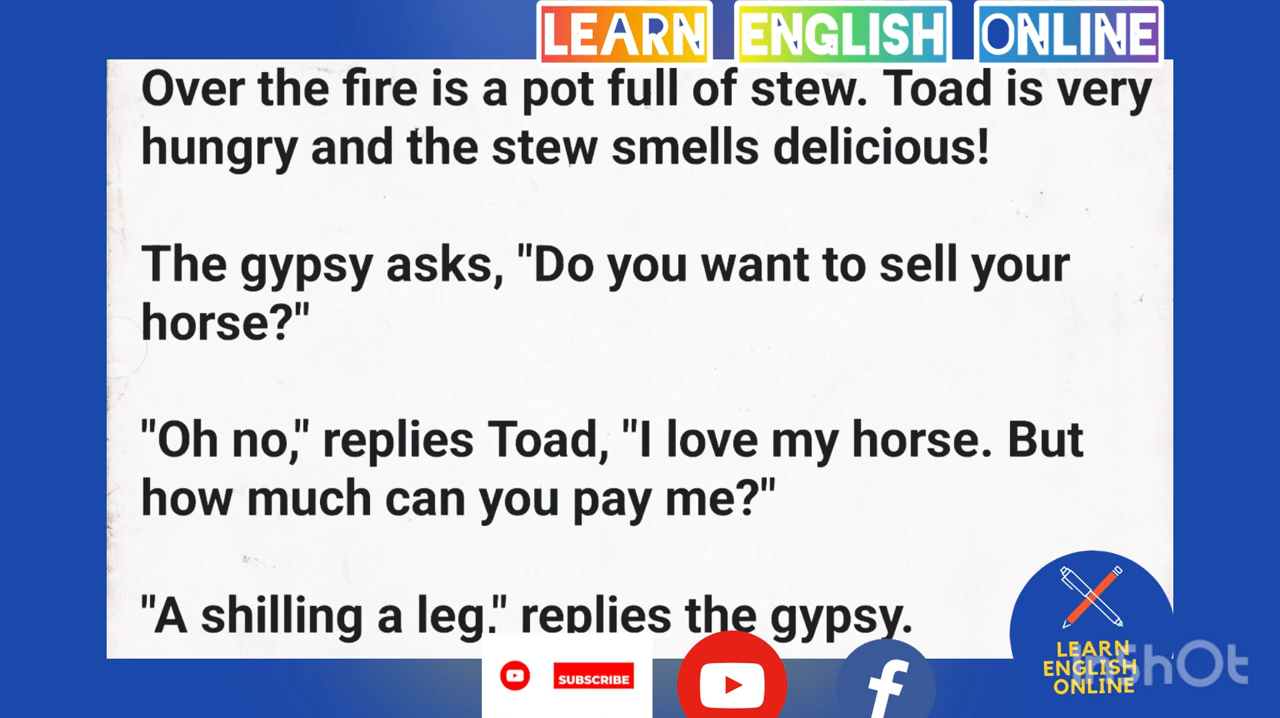 LEARN ENGLISH ONLINE
Over the fire is a pot full of stew. Toad is very
hungry and the stew smells delicious!
The gypsy asks, "Do you want to sell your
horse?"
"Oh no," replies Toad, "I love my horse. But
how much can you pay me?"
"A shilling a leg," replies the gypsy.
LEARN
ENGLISH
ONLINE
InShOt
SUBSCRIBE